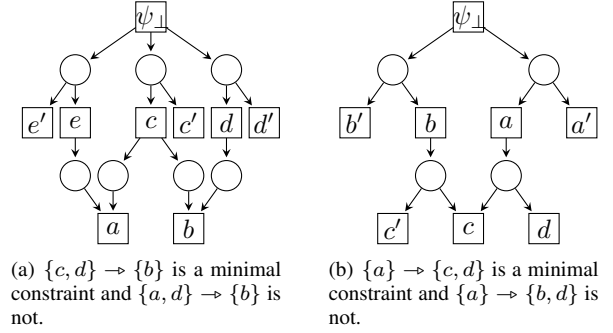 ψ⊥ ψ⊥
e′ e c c′ d d′ b′ b a a′
a b c′ c d
(a) {c, d} ⇾ {b} is a minimal
constraint and {a, d} ⇾ {b} is
not.
(b) {a} ⇾ {c, d} is a minimal
constraint and {a} ⇾ {b, d} is
not.